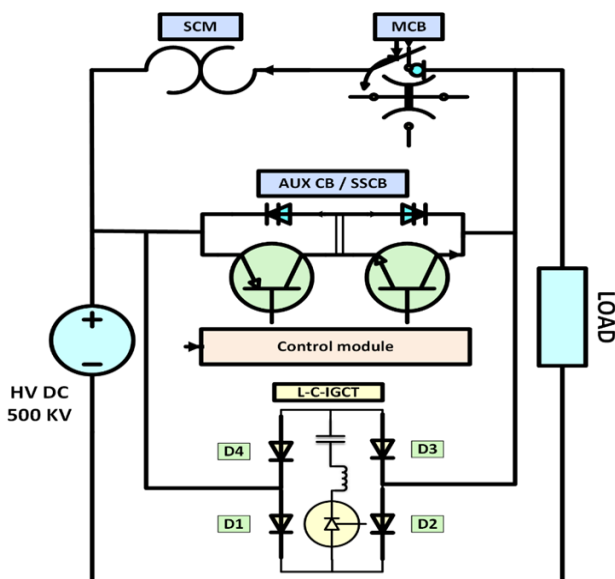 SCM
MCB
AUX CB / SSCB
Control module
LOAD
HV DC
500 KV
L-C-IGCT
D4
D3
D1
D2